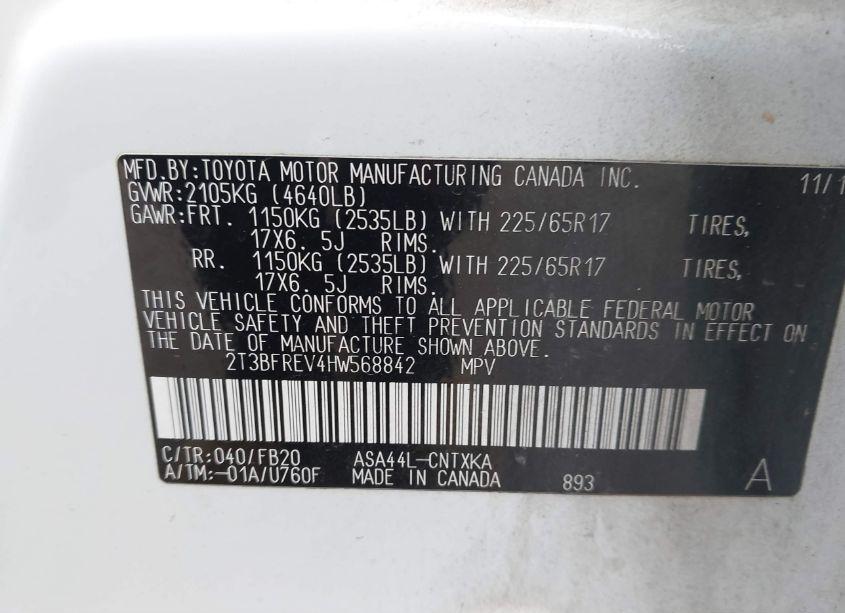 MFD.BY:TOYOTA MOTOR MANUFACTURING CANADA INC. 11/1
GVWR:2105KG (4640LB)
GAWR:FRT. 1150KG (2535LB) WITH 225/65R17 TIRES,
17X6. 5J RIMS.
RR. 1150KG (2535LB) WITH 225/65R17 TIRES,
17X6. 5J RIMS.
THIS VEHICLE CONFORMS TO ALL APPLICABLE FEDERAL MOTOR
VEHICLE SAFETY AND THEFT PREVENTION STANDARDS IN EFFECT ON
THE DATE OF MANUFACTURE SHOWN ABOVE.
2T3BFREV4HW568842 MPV
C/TR:040/FB20 ASA44L-CNTXKA
A/TM:-01A/U760F MADE IN CANADA 893 A